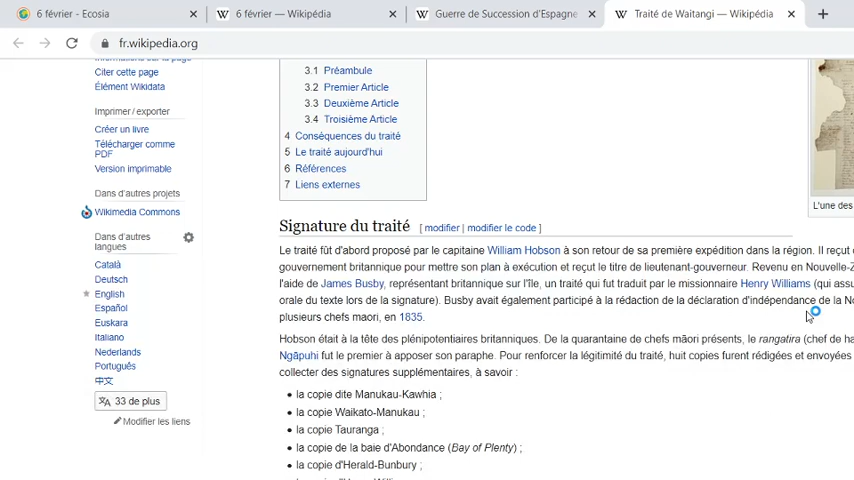 6 février - Ecosia
6 février — Wikipédia
Guerre de Succession d'Espagne
Traité de Waitangi — Wikipédia
fr.wikipedia.org
Informations sur la page
Citer cette page
Élément Wikidata
Imprimer / exporter
Créer un livre
Télécharger comme
PDF
Version imprimable
Dans d'autres projets
Wikimedia Commons
Dans d'autres
langues
Català
Deutsch
English
Español
Euskara
Italiano
Nederlands
Português
中文
33 de plus
Modifier les liens
3.1 Préambule
3.2 Premier Article
3.3 Deuxième Article
3.4 Troisième Article
4 Conséquences du traité
5 Le traité aujourd'hui
6 Références
7 Liens externes
L'une des
Signature du traité [ modifier | modifier le code ]
Le traité fût d'abord proposé par le capitaine William Hobson à son retour de sa première expédition dans la région. Il reçut
gouvernement britannique pour mettre son plan à exécution et reçut le titre de lieutenant-gouverneur. Revenu en Nouvelle-Z
l'aide de James Busby, représentant britannique sur l'île, un traité qui fut traduit par le missionnaire Henry Williams (qui assu
orale du texte lors de la signature). Busby avait également participé à la rédaction de la déclaration d'indépendance de la No
plusieurs chefs maori, en 1835.
Hobson était à la tête des plénipotentiaires britanniques. De la quarantaine de chefs māori présents, le rangatira (chef de ha
Ngāpuhi fut le premier à apposer son paraphe. Pour renforcer la légitimité du traité, huit copies furent rédigées et envoyées
collecter des signatures supplémentaires, à savoir :
• la copie dite Manukau-Kawhia ;
• la copie Waikato-Manukau ;
• la copie Tauranga ;
• la copie de la baie d'Abondance (Bay of Plenty) ;
• la copie d'Herald-Bunbury ;